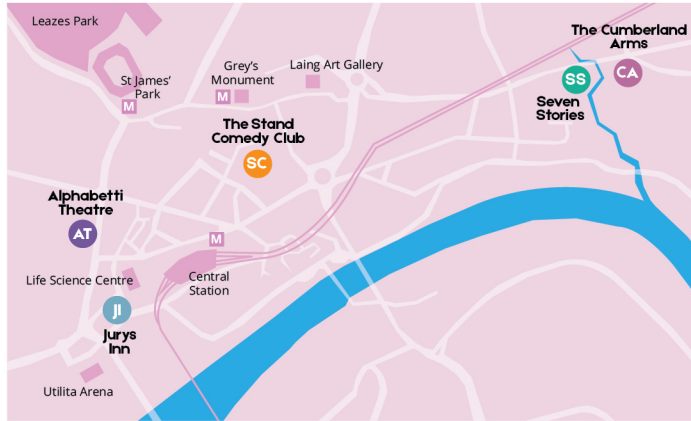 Leazes Park
St James’
Park
M
Grey’s
Monument
M
Laing Art Gallery
The Cumberland
Arms
CA
SS
Seven
Stories
The Stand
Comedy Club
SC
Alphabetti
Theatre
AT
M
Life Science Centre
Central
Station
JI
Jurys
Inn
Utilita Arena